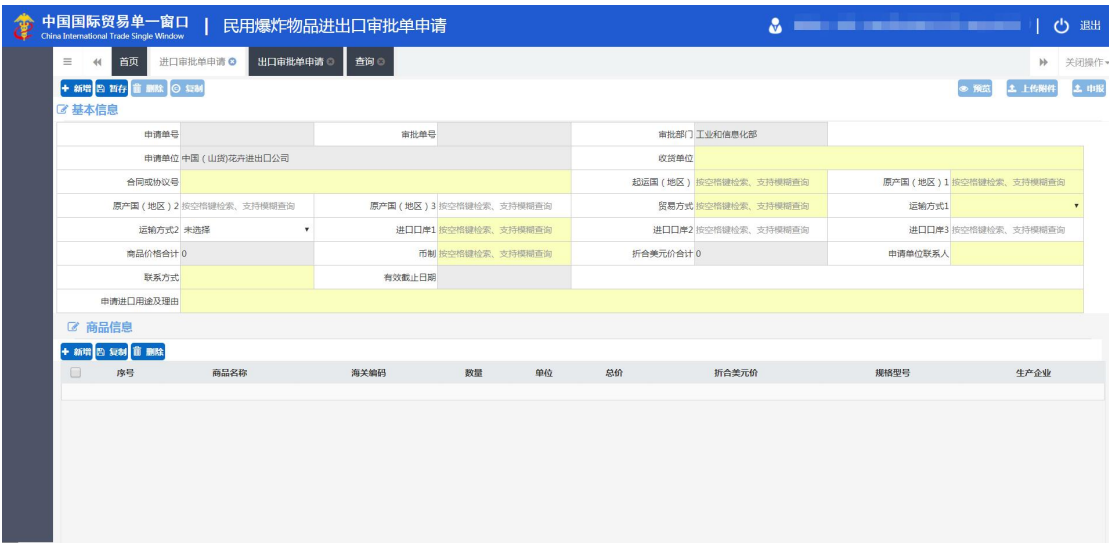 中国国际贸易单一窗口 | 民用爆炸物品进出口审批单申请 | 退出
China International Trade Single Window
首页 进口审批单申请 出口审批单申请 查询 关闭操作
新增 暂存 删除 复制 预览 上传附件 申报
基本信息
申请单号 审批单号 审批部门 工业和信息化部
申请单位 中国(山货)花卉进出口公司 收货单位
合同或协议号 起运国(地区) 按空格键检索、支持模糊查询 原产国(地区)1 按空格键检索、支持模糊查询
原产国(地区)2 按空格键检索、支持模糊查询 原产国(地区)3 按空格键检索、支持模糊查询 贸易方式 按空格键检索、支持模糊查询 运输方式1
运输方式2 未选择 进口口岸1 按空格键检索、支持模糊查询 进口口岸2 按空格键检索、支持模糊查询 进口口岸3 按空格键检索、支持模糊查询
商品价格合计 0 币制 按空格键检索、支持模糊查询 折合美元价合计 0 申请单位联系人
联系方式 有效截止日期
申请进口用途及理由
商品信息
新增 复制 删除
序号 商品名称 海关编码 数量 单位 总价 折合美元价 规格型号 生产企业